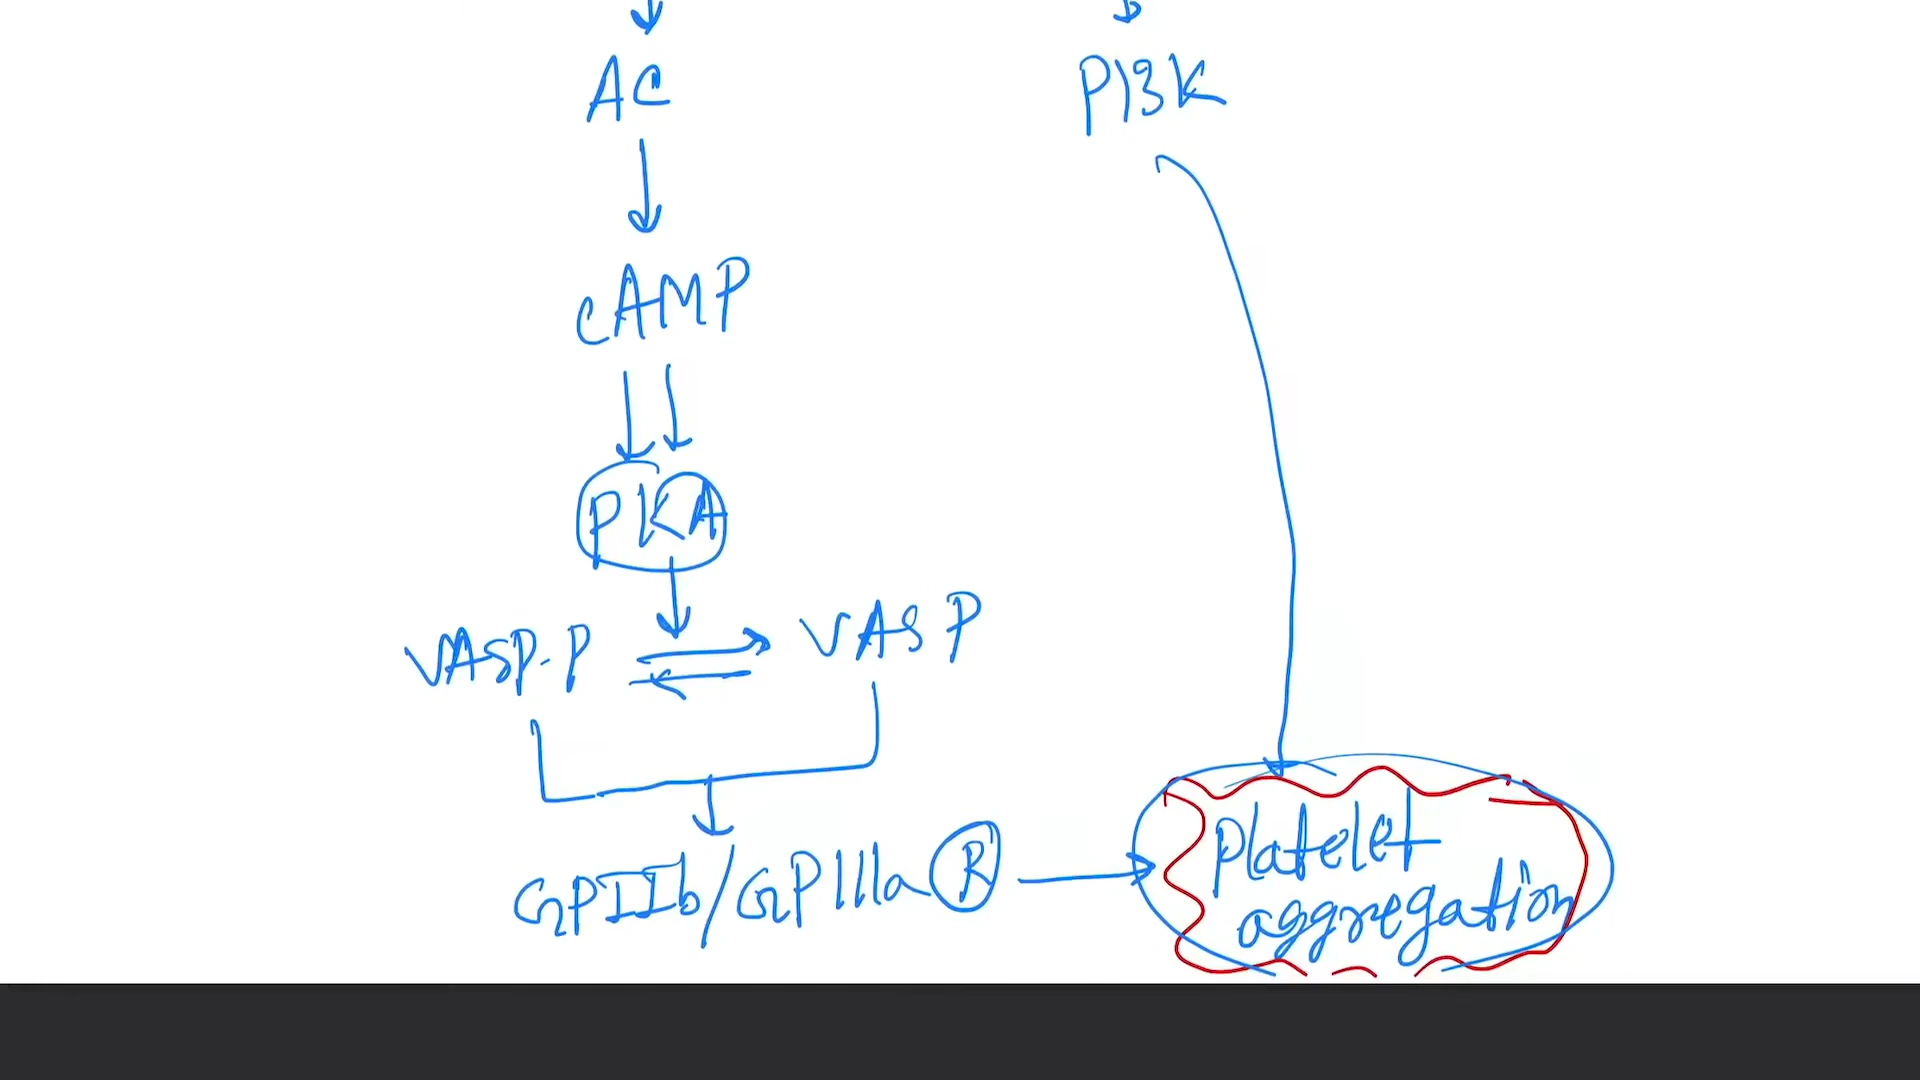 AC
PI3K
cAMP
PKA
VASP-P
VASP
GPIIb/GPIIIa R
Platelet
aggregation